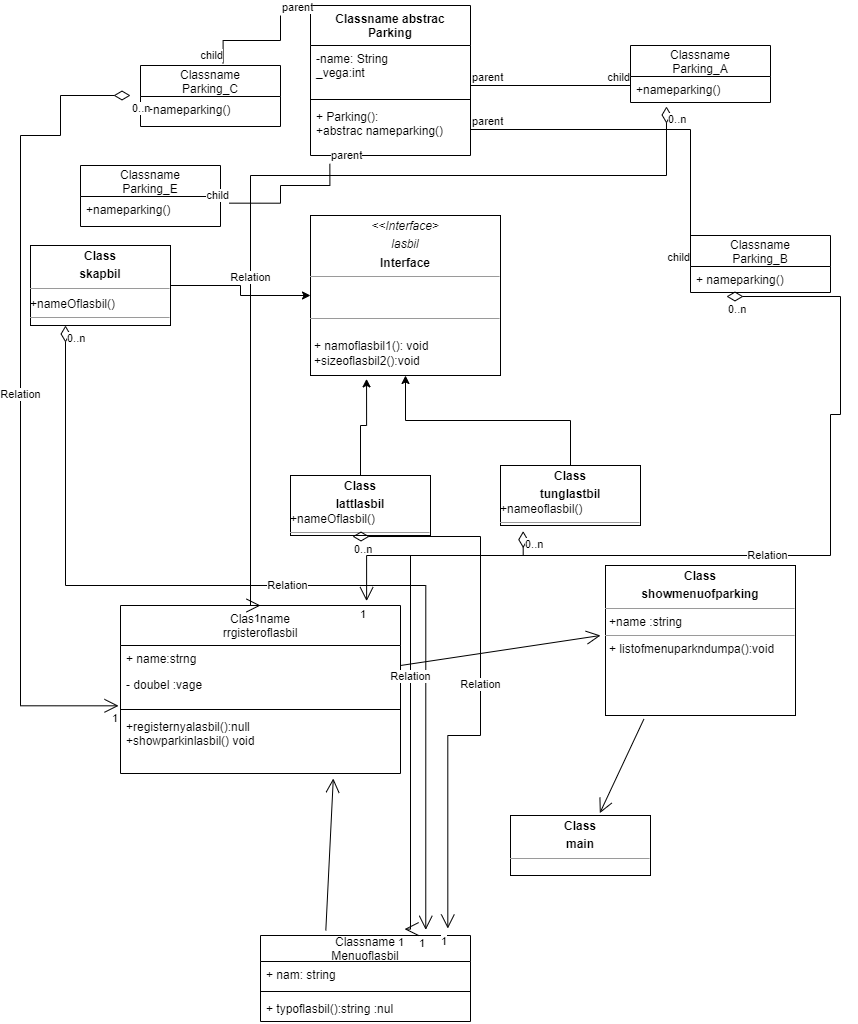 parent
Classname abstrac
Parking
-name: String
_vega:int
+ Parking():
+abstrac nameparking()
child
Classname
Parking_C
0..n
-nameparking()
parent
child
Classname
Parking_A
+nameparking()
0..n
parent
parent
Classname
Parking_E
child
+nameparking()
<<Interface>>
lasbil
Interface
+ namoflasbil1(): void
+sizeoflasbil2():void
child
Classname
Parking_B
+ nameparking()
0..n
Class
skapbil
+nameOflasbil()
0..n
Relation
Relation
Class
lattlasbil
+nameOflasbil()
0..n
Class
tunglastbil
+nameoflasbil()
0..n
Relation
Relation
1
Clas1name
rrgisteroflasbil
+ name:strng
- doubel :vage
+registernyalasbil():null
+showparkinlasbil() void
1
Relation
Relation
Class
showmenuofparking
+name :string
+ listofmenuparkndumpa():void
Class
main
Classname 1
1
1
Menuoflasbil
+ nam: string
+ typoflasbil():string :nul